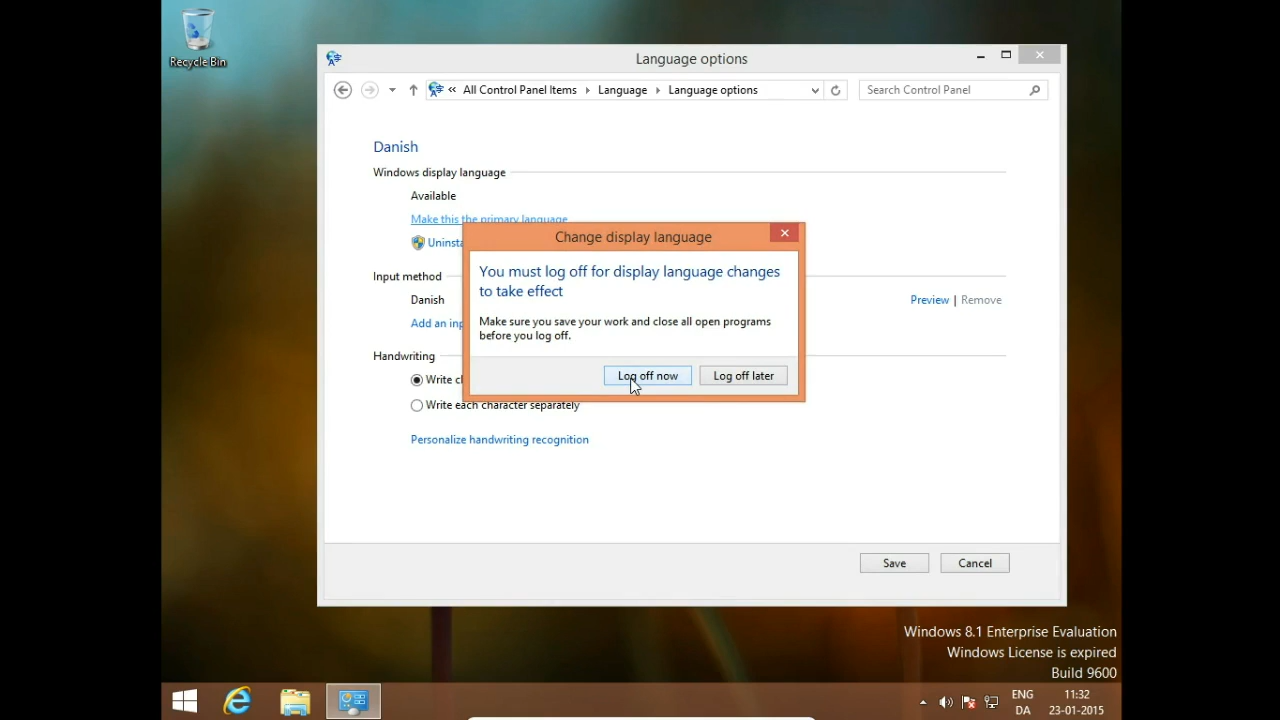 Recycle Bin
Language options
« All Control Panel Items Language Language options
Search Control Panel
Danish
Windows display language
Available
Make this the primary language
Input method
Danish
Preview | Remove
Add an
Handwriting
Write
Write each character separately
Personalize handwriting recognition
Change display language
You must log off for display language changes
to take effect
Make sure you save your work and close all open programs
before you log off.
Log off now
Log off later
Save
Cancel
Windows 8.1 Enterprise Evaluation
Windows License is expired
Build 9600
ENG
DA
11:32
23-01-2015